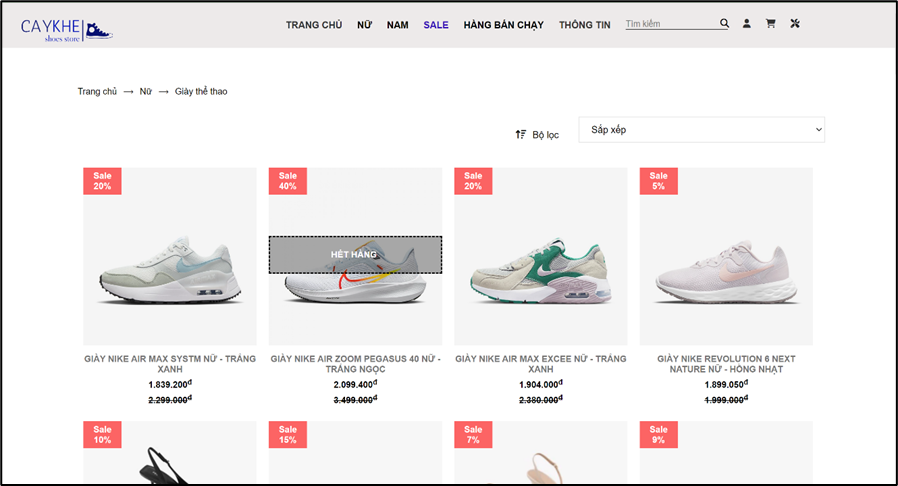 CAYKHE
shoes store
TRANG CHỦ NỮ NAM SALE HÀNG BÁN CHẠY THÔNG TIN Tìm kiếm
Trang chủ → Nữ → Giày thể thao
Bộ lọc Sắp xếp
Sale
20%
Sale
40%
Sale
20%
Sale
5%
HẾT HÀNG
GIÀY NIKE AIR MAX SYSTM NỮ - TRẮNG
XANH
1.839.200đ
2.299.000đ
GIÀY NIKE AIR ZOOM PEGASUS 40 NỮ -
TRẮNG NGỌC
2.099.400đ
3.499.000đ
GIÀY NIKE AIR MAX EXCEE NỮ - TRẮNG
XANH
1.904.000đ
2.380.000đ
GIÀY NIKE REVOLUTION 6 NEXT
NATURE NỮ - HỒNG NHẠT
1.899.050đ
1.999.000đ
Sale
10%
Sale
15%
Sale
7%
Sale
9%